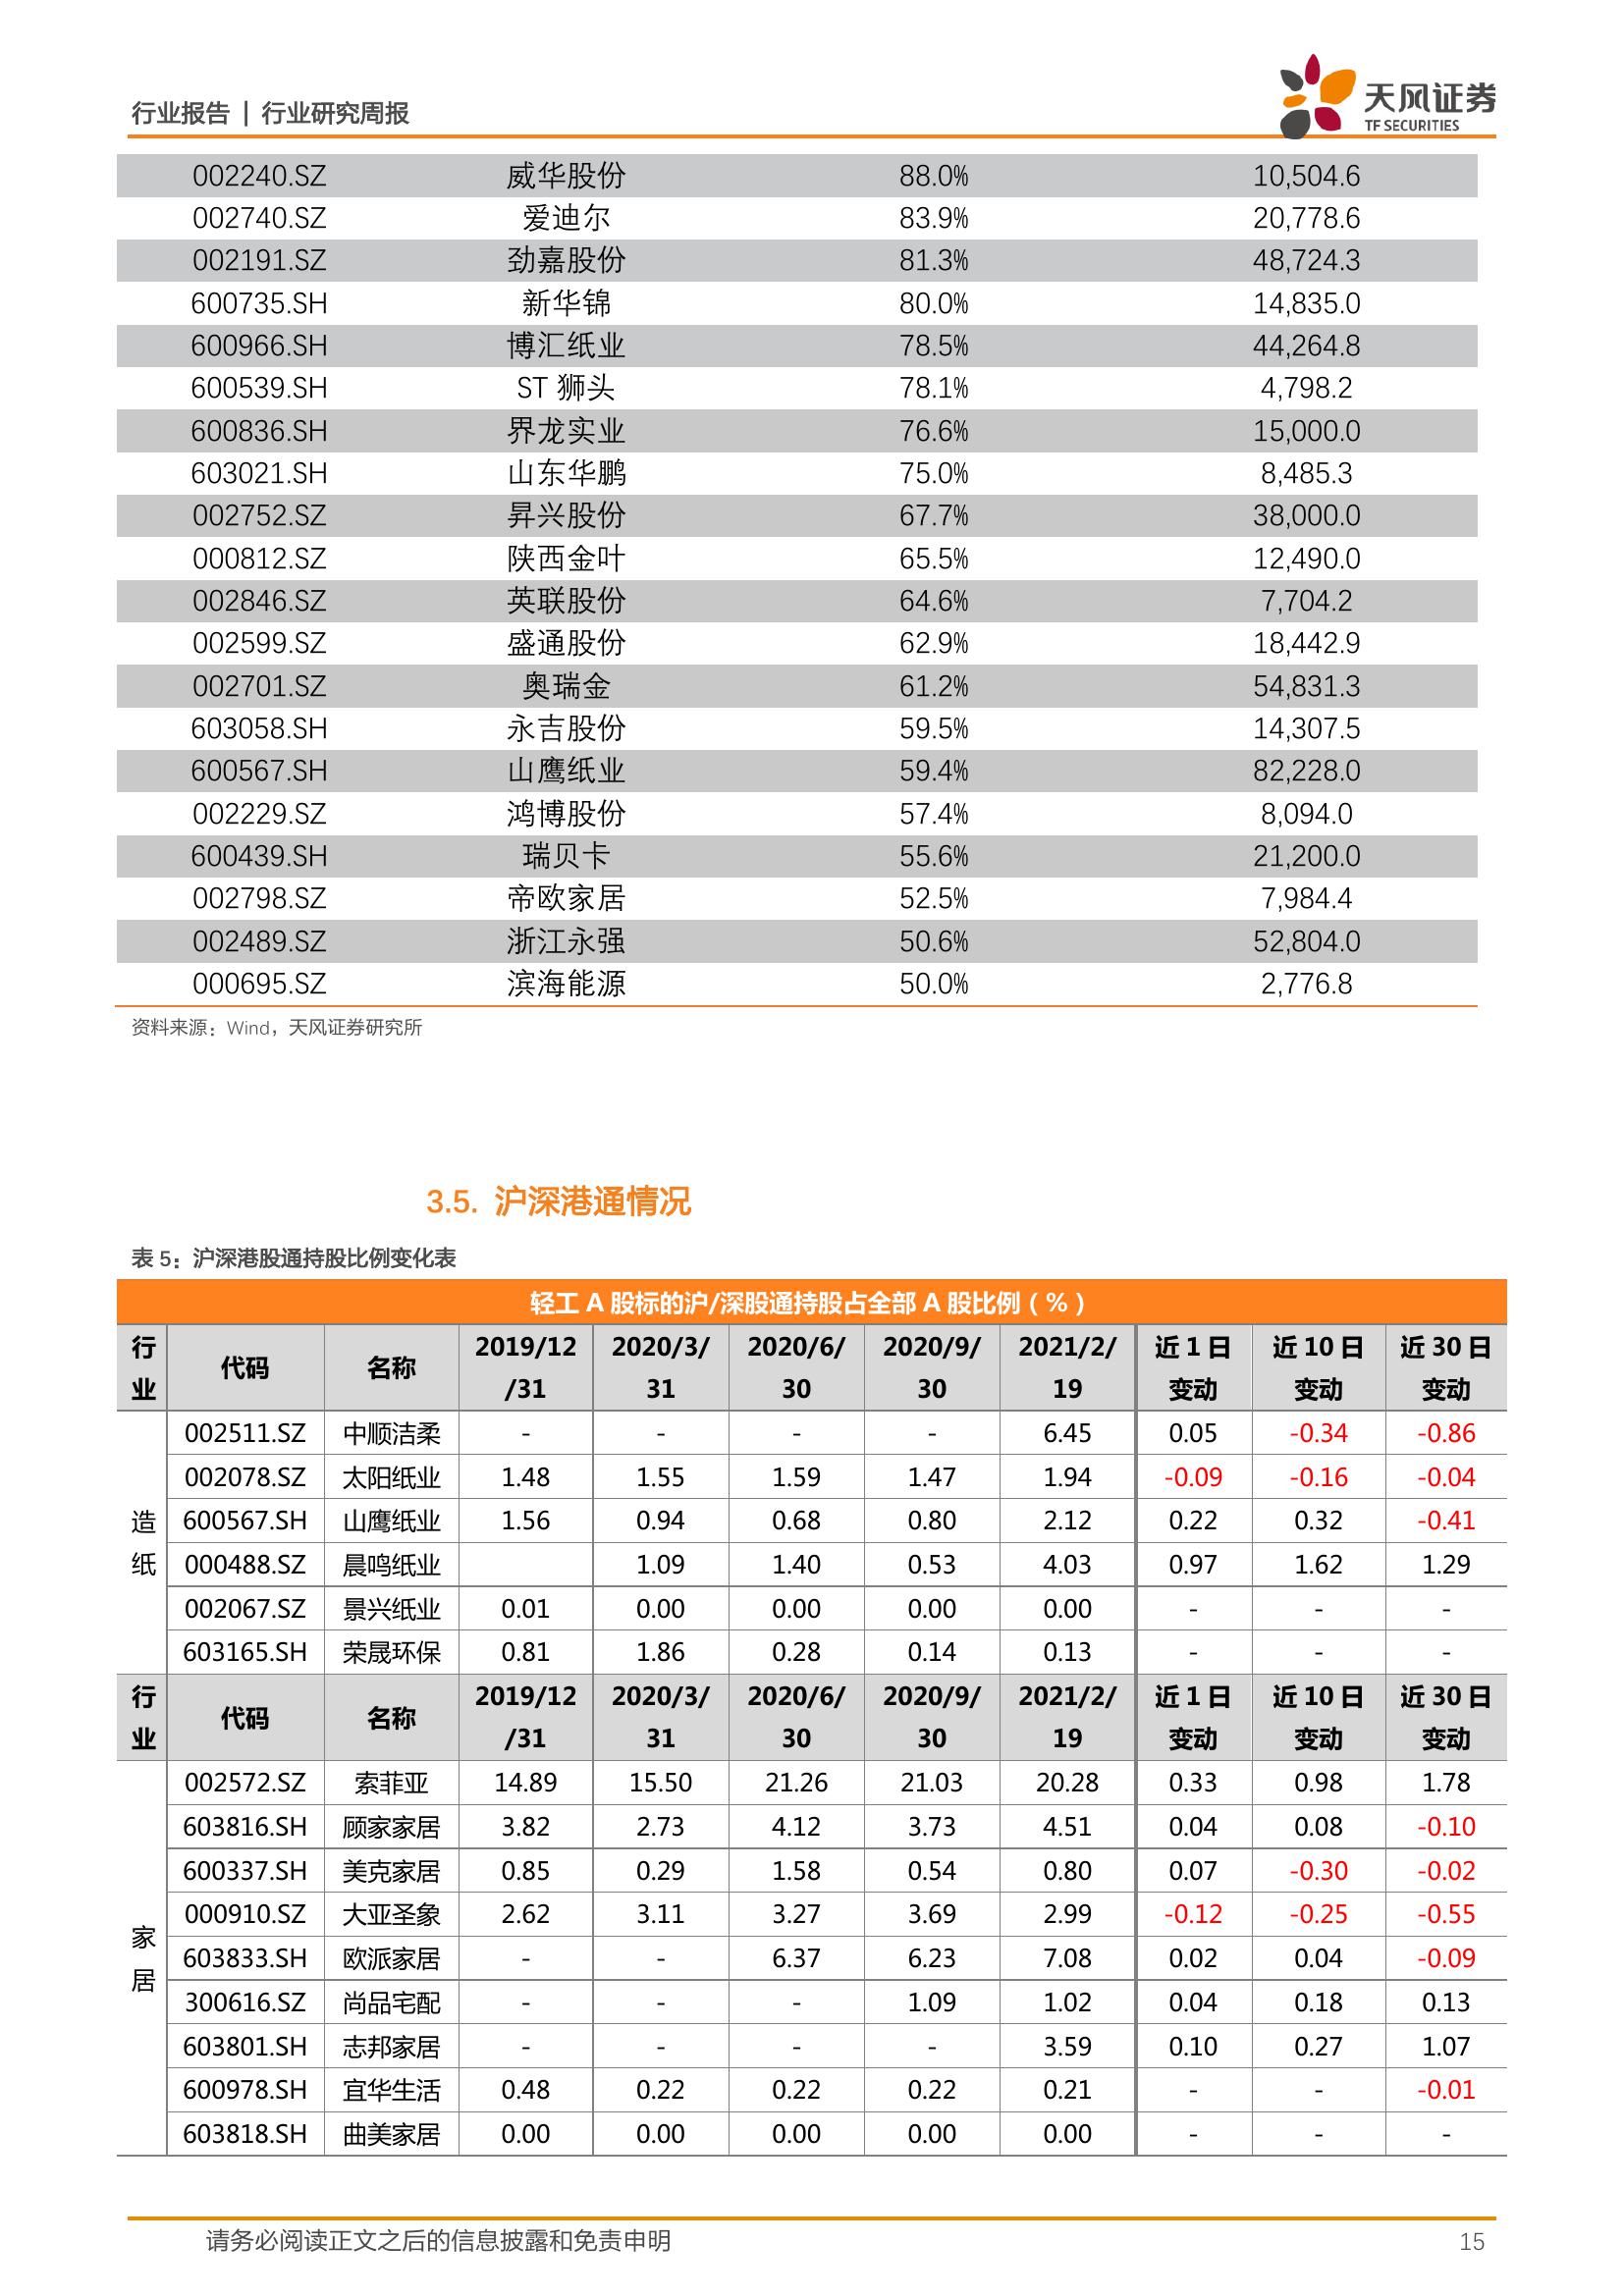 行业报告 | 行业研究周报
天风证券
TF SECURITIES
002240.SZ 威华股份 88.0% 10,504.6
002740.SZ 爱迪尔 83.9% 20,778.6
002191.SZ 劲嘉股份 81.3% 48,724.3
600735.SH 新华锦 80.0% 14,835.0
600966.SH 博汇纸业 78.5% 44,264.8
600539.SH ST 狮头 78.1% 4,798.2
600836.SH 界龙实业 76.6% 15,000.0
603021.SH 山东华鹏 75.0% 8,485.3
002752.SZ 昇兴股份 67.7% 38,000.0
000812.SZ 陕西金叶 65.5% 12,490.0
002846.SZ 英联股份 64.6% 7,704.2
002599.SZ 盛通股份 62.9% 18,442.9
002701.SZ 奥瑞金 61.2% 54,831.3
603058.SH 永吉股份 59.5% 14,307.5
600567.SH 山鹰纸业 59.4% 82,228.0
002229.SZ 鸿博股份 57.4% 8,094.0
600439.SH 瑞贝卡 55.6% 21,200.0
002798.SZ 帝欧家居 52.5% 7,984.4
002489.SZ 浙江永强 50.6% 52,804.0
000695.SZ 滨海能源 50.0% 2,776.8
资料来源：Wind，天风证券研究所
3.5. 沪深港通情况
表 5：沪深港股通持股比例变化表
轻工 A 股标的沪/深股通持股占全部 A 股比例（%）
行业 代码 名称 2019/12/31 2020/3/31 2020/6/30 2020/9/30 2021/2/19 近 1 日变动 近 10 日变动 近 30 日变动
造纸
002511.SZ 中顺洁柔 - - - - 6.45 0.05 -0.34 -0.86
002078.SZ 太阳纸业 1.48 1.55 1.59 1.47 1.94 -0.09 -0.16 -0.04
600567.SH 山鹰纸业 1.56 0.94 0.68 0.80 2.12 0.22 0.32 -0.41
000488.SZ 晨鸣纸业 1.09 1.40 0.53 4.03 0.97 1.62 1.29
002067.SZ 景兴纸业 0.01 0.00 0.00 0.00 0.00 - - -
603165.SH 荣晟环保 0.81 1.86 0.28 0.14 0.13 - - -
行业 代码 名称 2019/12/31 2020/3/31 2020/6/30 2020/9/30 2021/2/19 近 1 日变动 近 10 日变动 近 30 日变动
家居
002572.SZ 索菲亚 14.89 15.50 21.26 21.03 20.28 0.33 0.98 1.78
603816.SH 顾家家居 3.82 2.73 4.12 3.73 4.51 0.04 0.08 -0.10
600337.SH 美克家居 0.85 0.29 1.58 0.54 0.80 0.07 -0.30 -0.02
000910.SZ 大亚圣象 2.62 3.11 3.27 3.69 2.99 -0.12 -0.25 -0.55
603833.SH 欧派家居 - - 6.37 6.23 7.08 0.02 0.04 -0.09
300616.SZ 尚品宅配 - - - 1.09 1.02 0.04 0.18 0.13
603801.SH 志邦家居 - - - - 3.59 0.10 0.27 1.07
600978.SH 宜华生活 0.48 0.22 0.22 0.22 0.21 - - -0.01
603818.SH 曲美家居 0.00 0.00 0.00 0.00 0.00 - - -
请务必阅读正文之后的信息披露和免责申明 15